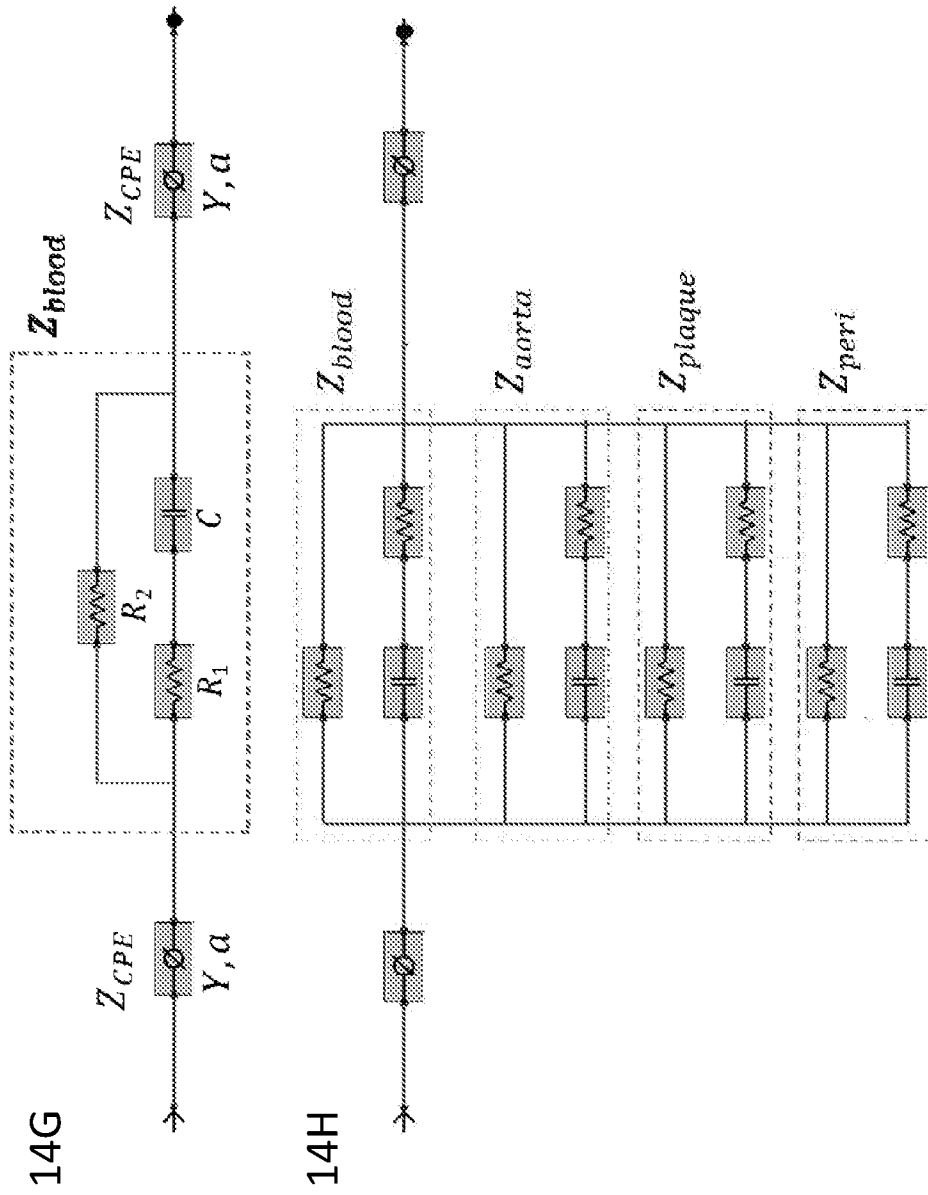 14G
Z_blood
Z_CPE
Z_CPE
R_2
R_1
C
Y, a
Y, a
14H
Z_blood
Z_aorta
Z_plaque
Z_peri